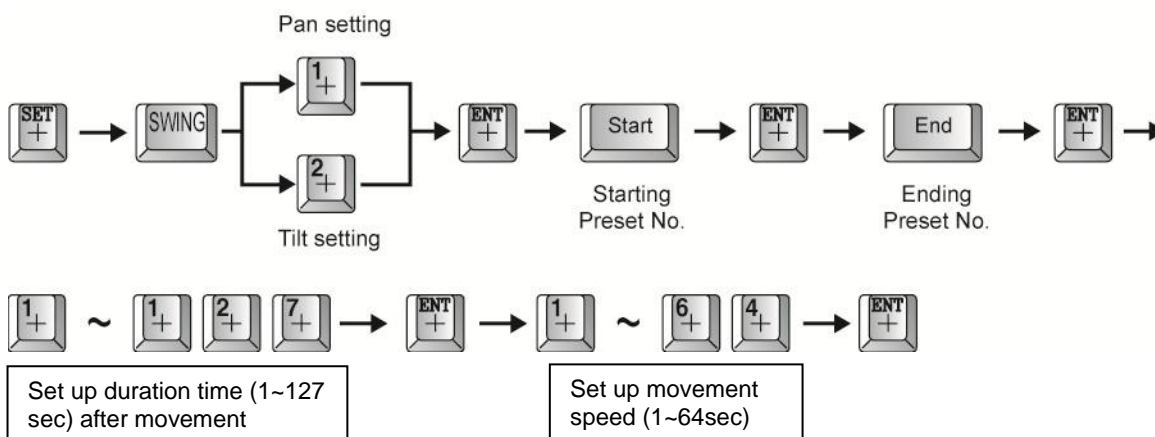 Pan setting
1
SET
SWING
ENT
Start
ENT
End
ENT
2
Starting
Preset No.
Ending
Preset No.
Tilt setting
1 ~ 1 2 7 ENT 1 ~ 6 4 ENT
Set up duration time (1~127
sec) after movement
Set up movement
speed (1~64sec)